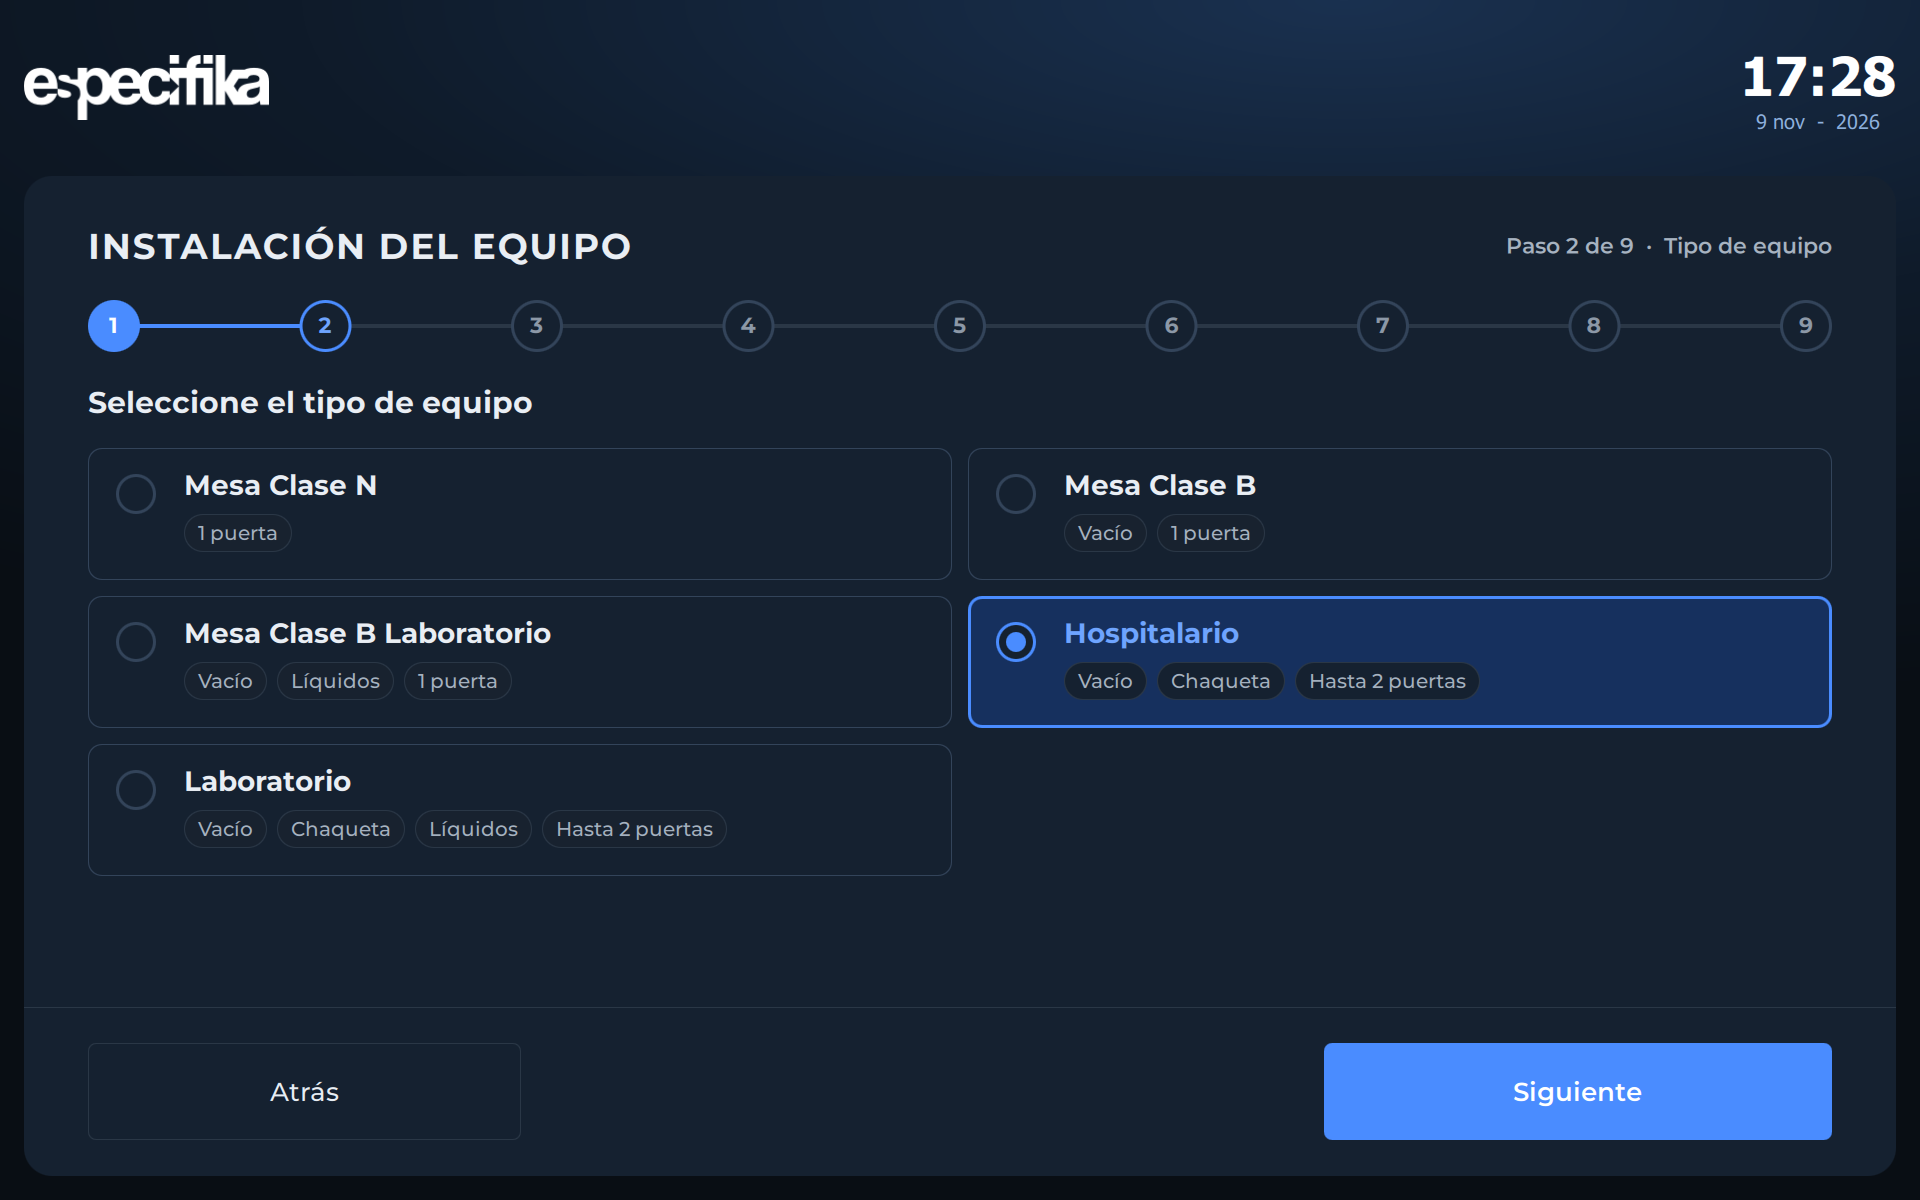 especifika
17:28
9 nov - 2026
INSTALACIÓN DEL EQUIPO
Paso 2 de 9 · Tipo de equipo
1 2 3 4 5 6 7 8 9
Seleccione el tipo de equipo
Mesa Clase N
1 puerta
Mesa Clase B
Vacío 1 puerta
Mesa Clase B Laboratorio
Vacío Líquidos 1 puerta
Hospitalario
Vacío Chaqueta Hasta 2 puertas
Laboratorio
Vacío Chaqueta Líquidos Hasta 2 puertas
Atrás
Siguiente